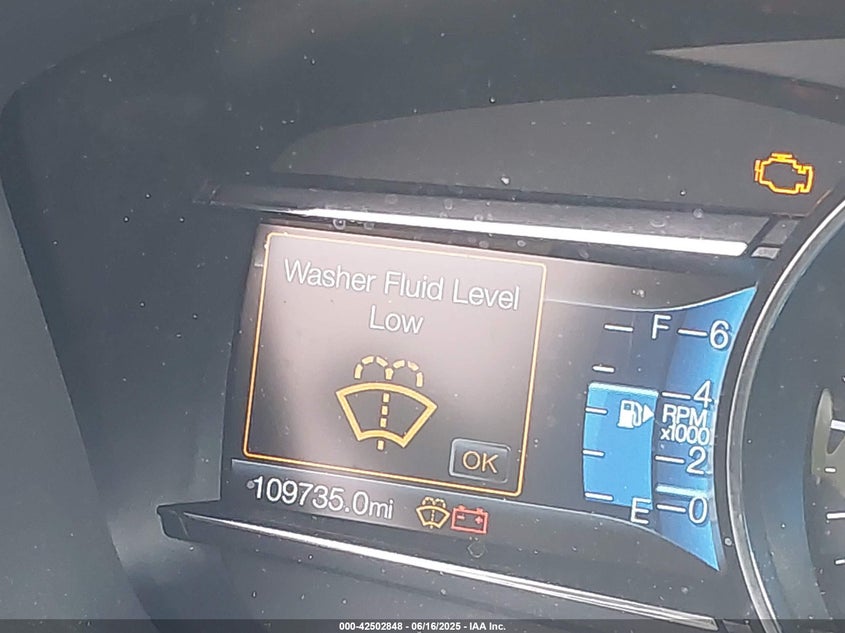 Washer Fluid Level
Low
OK
109735.0mi
F
6
4
RPM
x1000
2
E
0
000-42502848 - 06/16/2025 - IAA Inc.